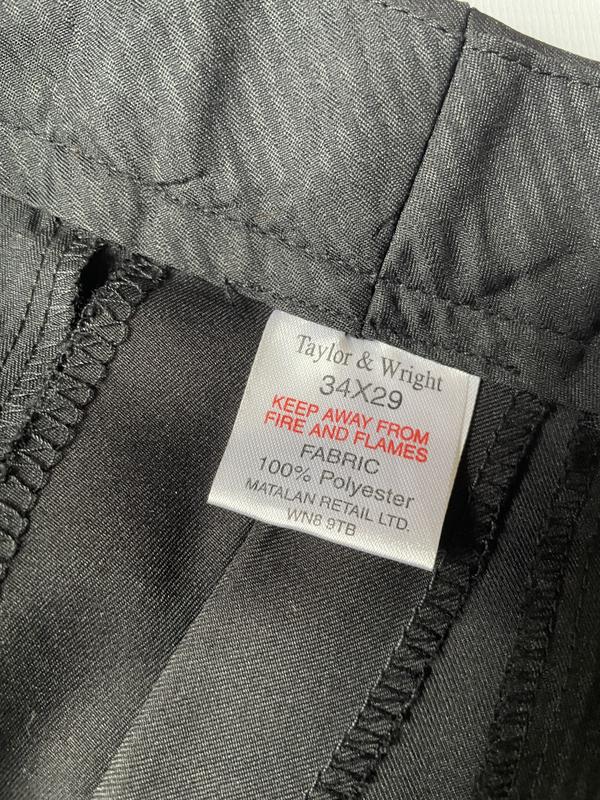 Taylor & Wright
34X29
KEEP AWAY FROM
FIRE AND FLAMES
FABRIC
100% Polyester
MATALAN RETAIL LTD.
WN8 9TB